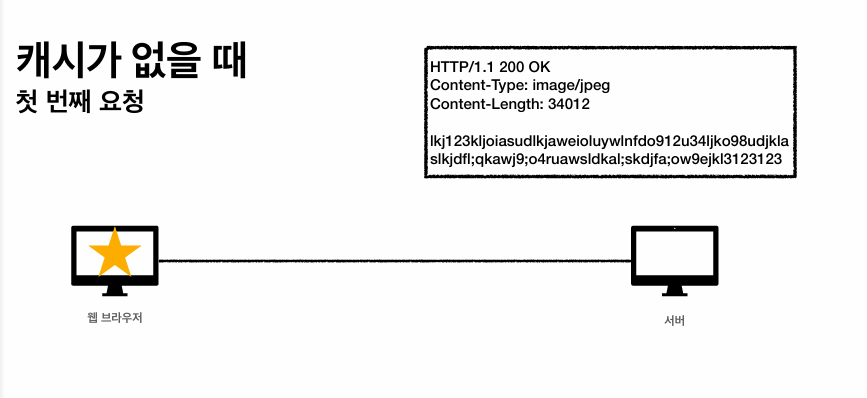 캐시가 없을 때
첫 번째 요청
HTTP/1.1 200 OK
Content-Type: image/jpeg
Content-Length: 34012
lkj123kljoiasudlkjaweioluywlnfdo912u34ljko98udjkla
slkjdfl;qkawj9;o4ruawsldkal;skdjfa;ow9ejkl3123123
웹 브라우저
서버